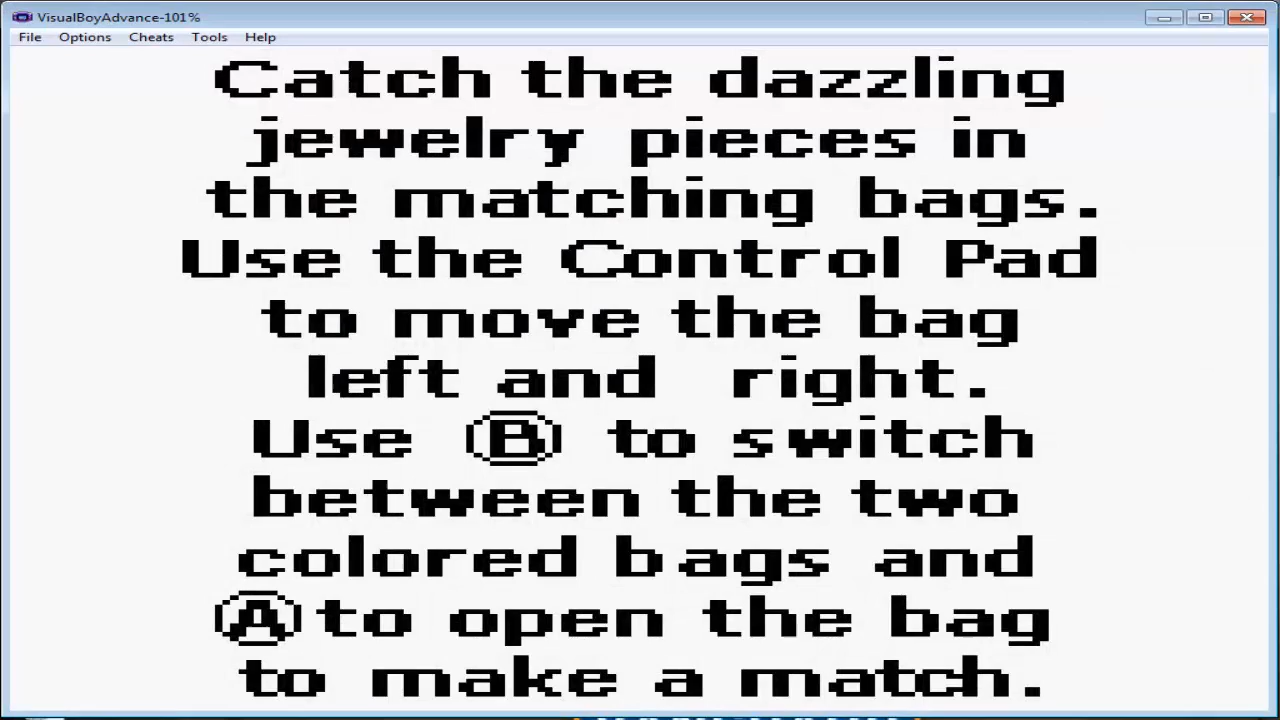 VisualBoyAdvance-101%
File Options Cheats Tools Help
Catch the dazzling
jewelry pieces in
the matching bags.
Use the Control Pad
to move the bag
left and right.
Use B to switch
between the two
colored bags and
A to open the bag
to make a match.